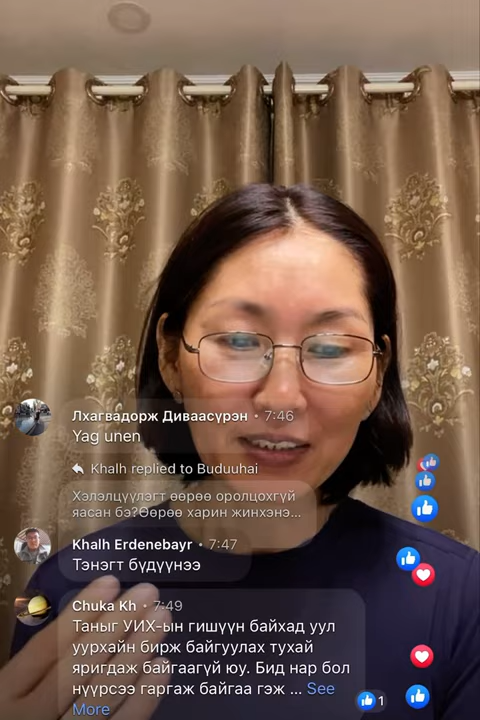 Лхагвадорж Диваасүрэн • 7:46
Yag unen
Khalh replied to Buduuhai
Хэлэлцүүлэгт өөрөө оролцохгүй
яасан бэ?Өөрөө харин жинхэнэ...
Khalh Erdenebayr • 7:47
Тэнэгт бүдүүнээ
Chuka Kh • 7:49
Таныг УИХ-ын гишүүн байхад уул
уурхайн бирж байгуулах тухай
яригдаж байгаагүй юу. Бид нар бол
нүүрсээ гаргаж байгаа гэж ... See
More
1